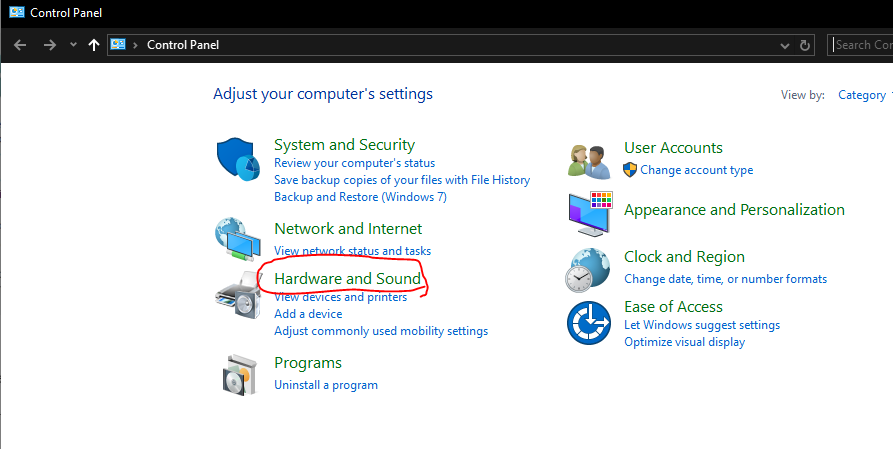 Control Panel
Control Panel
Search Cor
Adjust your computer's settings
View by: Category
System and Security
Review your computer's status
Save backup copies of your files with File History
Backup and Restore (Windows 7)
Network and Internet
View network status and tasks
Hardware and Sound
View devices and printers
Add a device
Adjust commonly used mobility settings
Programs
Uninstall a program
User Accounts
Change account type
Appearance and Personalization
Clock and Region
Change date, time, or number formats
Ease of Access
Let Windows suggest settings
Optimize visual display